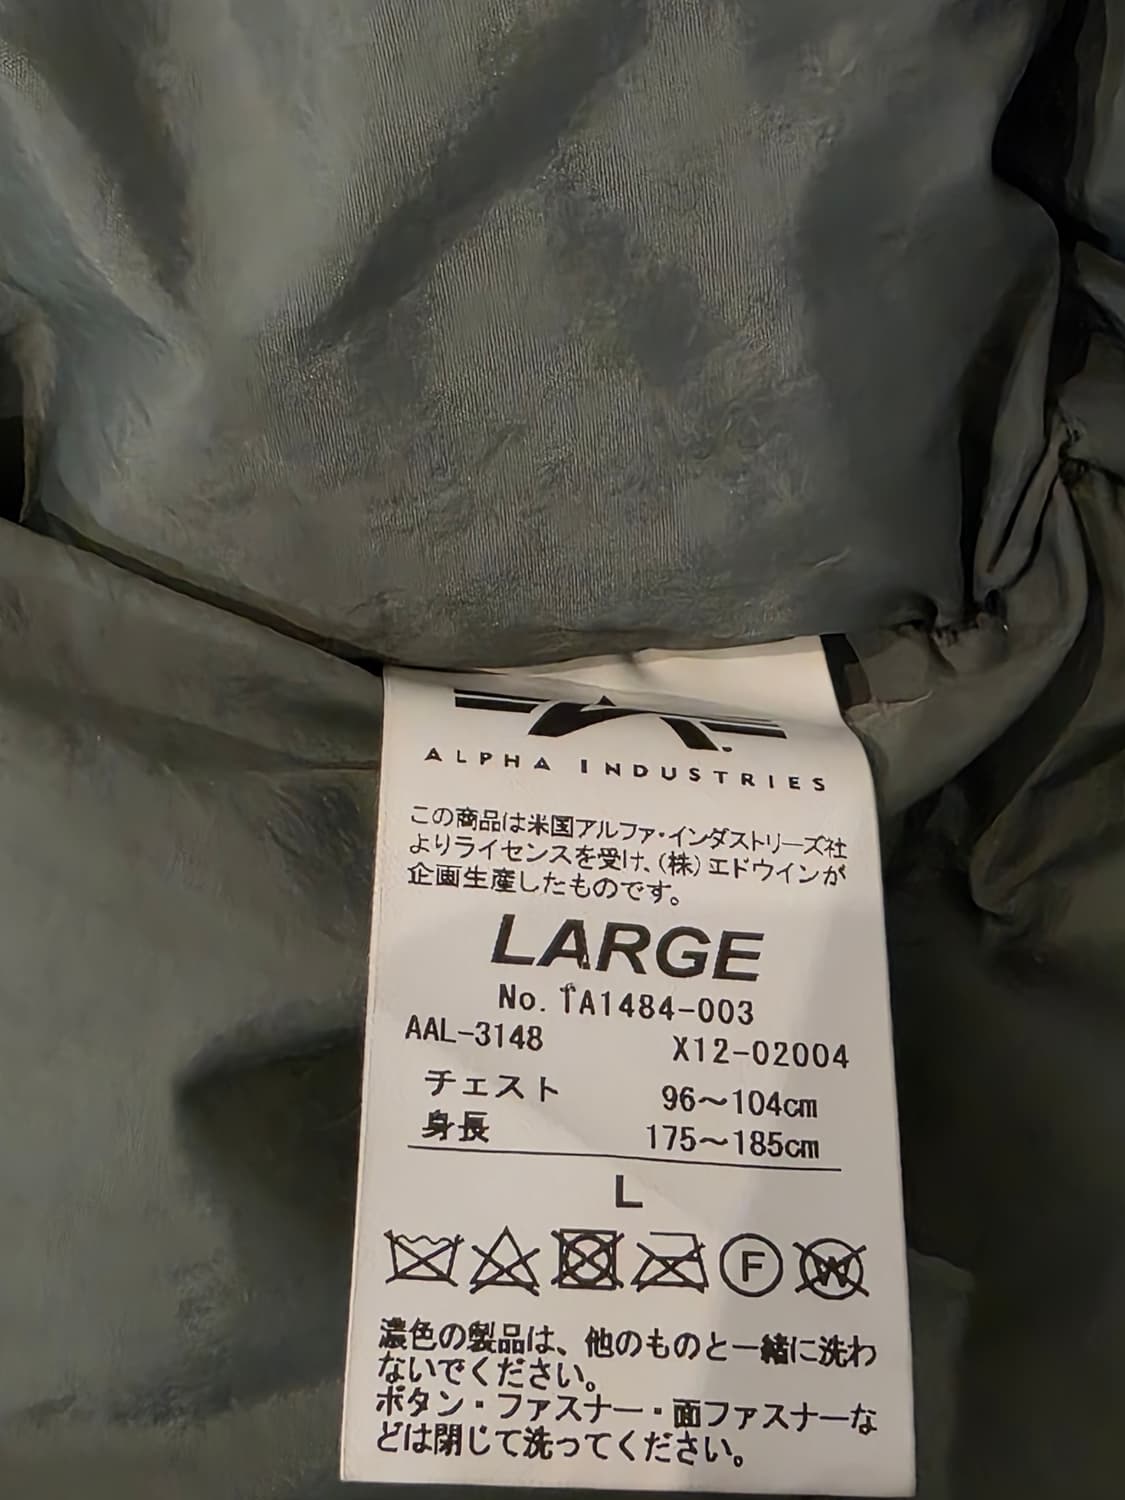 ALPHA INDUSTRIES
この商品は米国アルファ・インダストリーズ社
よりライセンスを受け、(株)エドウインが
企画生産したものです。
LARGE
No. TA1484-003
AAL-3148 X12-02004
チェスト 96〜104cm
身長 175〜185cm
L
F W
濃色の製品は、他のものと一緒に洗わ
ないでください。
ボタン・ファスナー・面ファスナーな
どは閉じて洗ってください。